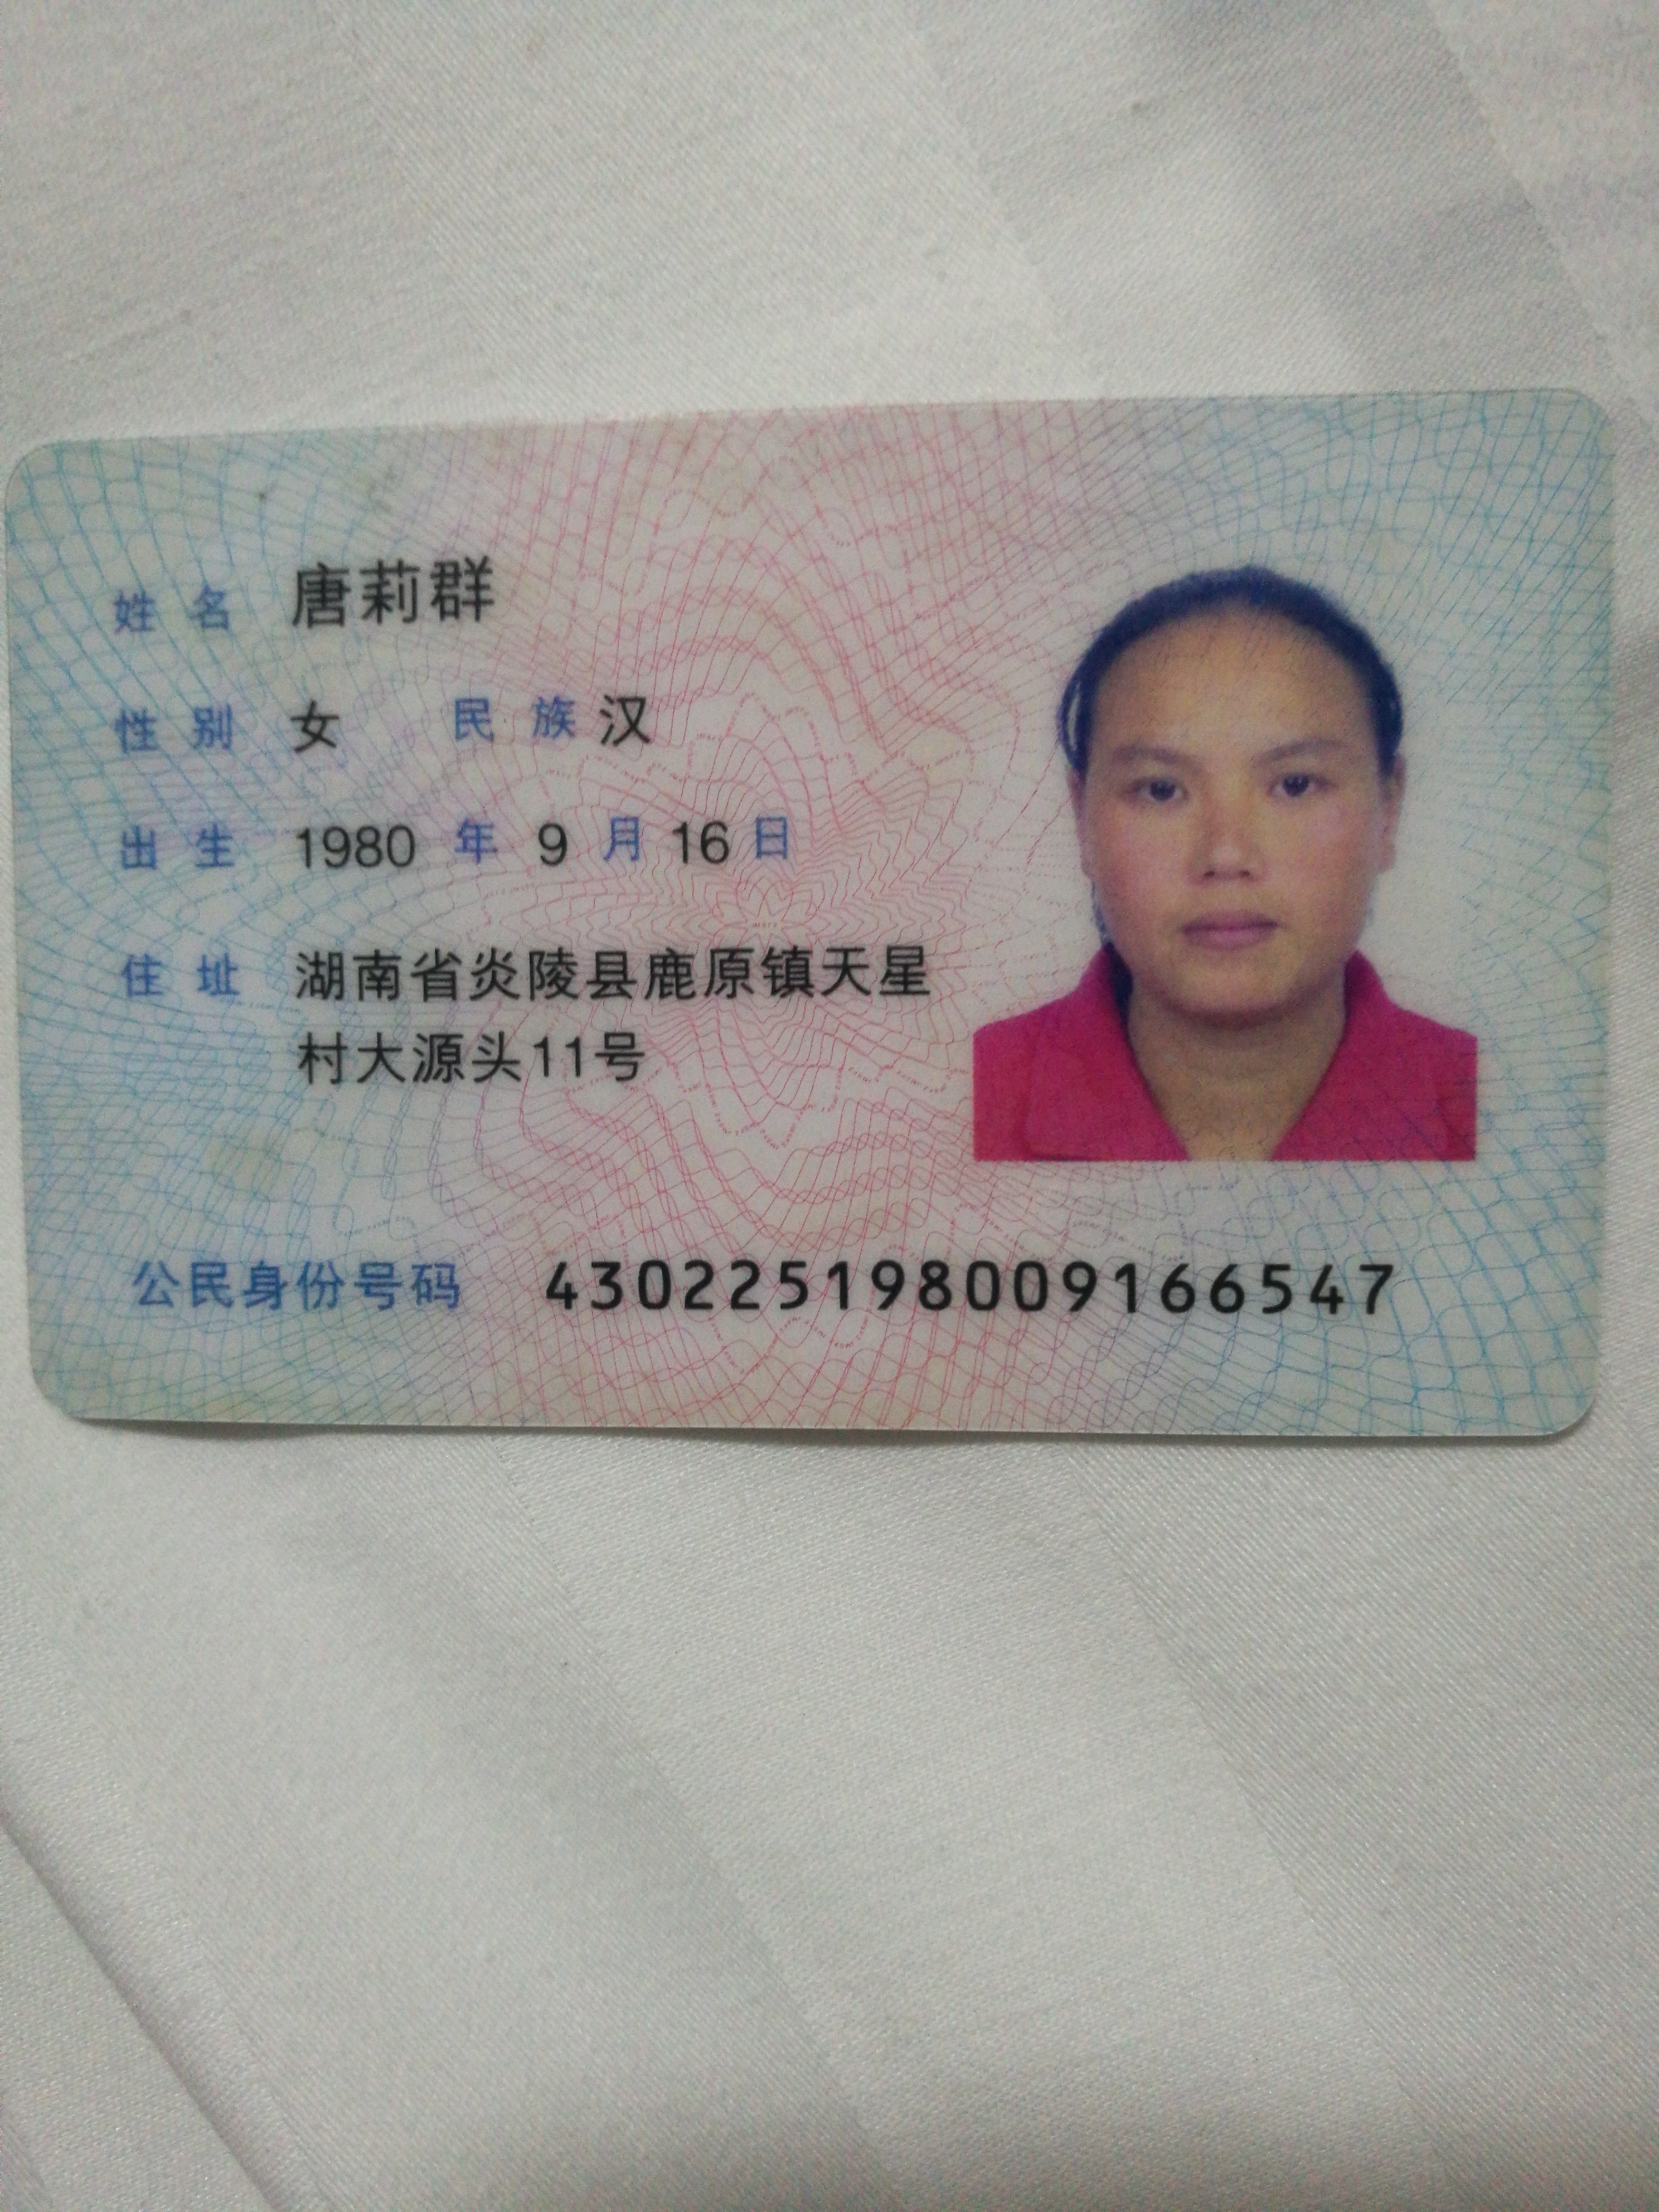 姓名 唐莉群
性别 女 民族 汉
出生 1980 年 9 月 16 日
住址 湖南省炎陵县鹿原镇天星
村大源头11号
公民身份号码 430225198009166547